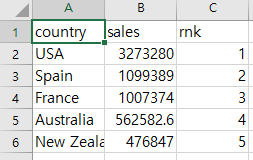 A B C
1 country sales rnk
2 USA 3273280 1
3 Spain 1099389 2
4 France 1007374 3
5 Australia 562582.6 4
6 New Zeala 476847 5